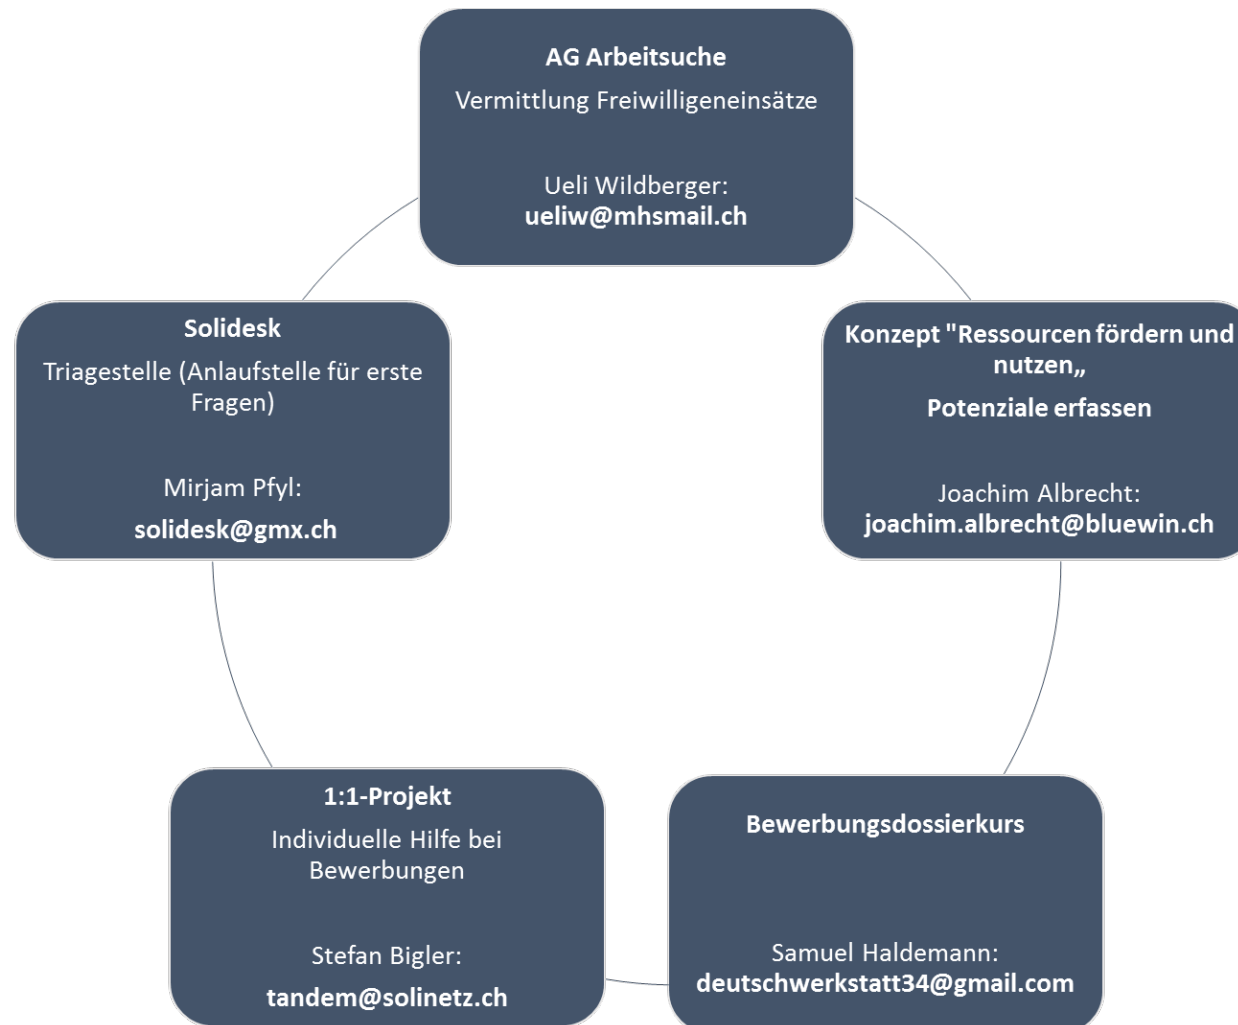 AG Arbeitsuche
Vermittlung Freiwilligeneinsätze
Ueli Wildberger:
ueliw@mhsmail.ch
Solidesk
Triagestelle (Anlaufstelle für erste
Fragen)
Mirjam Pfyl:
solidesk@gmx.ch
Konzept "Ressourcen fördern und
nutzen„
Potenziale erfassen
Joachim Albrecht:
joachim.albrecht@bluewin.ch
1:1-Projekt
Individuelle Hilfe bei
Bewerbungen
Stefan Bigler:
tandem@solinetz.ch
Bewerbungsdossierkurs
Samuel Haldemann:
deutschwerkstatt34@gmail.com